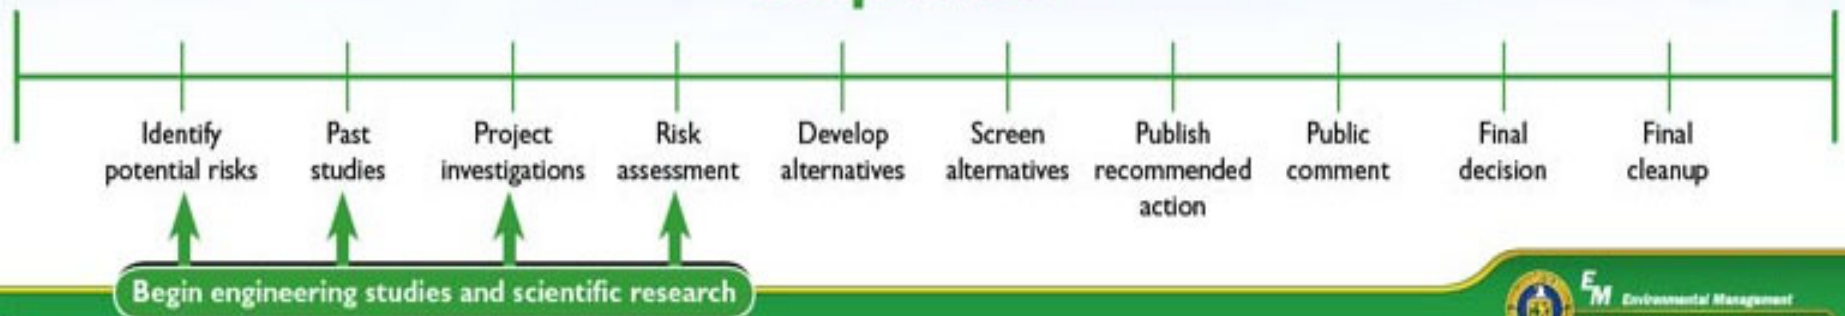 Identify
potential risks
Past
studies
Project
investigations
Risk
assessment
Develop
alternatives
Screen
alternatives
Publish
recommended
action
Public
comment
Final
decision
Final
cleanup
Begin engineering studies and scientific research
EM Environmental Management